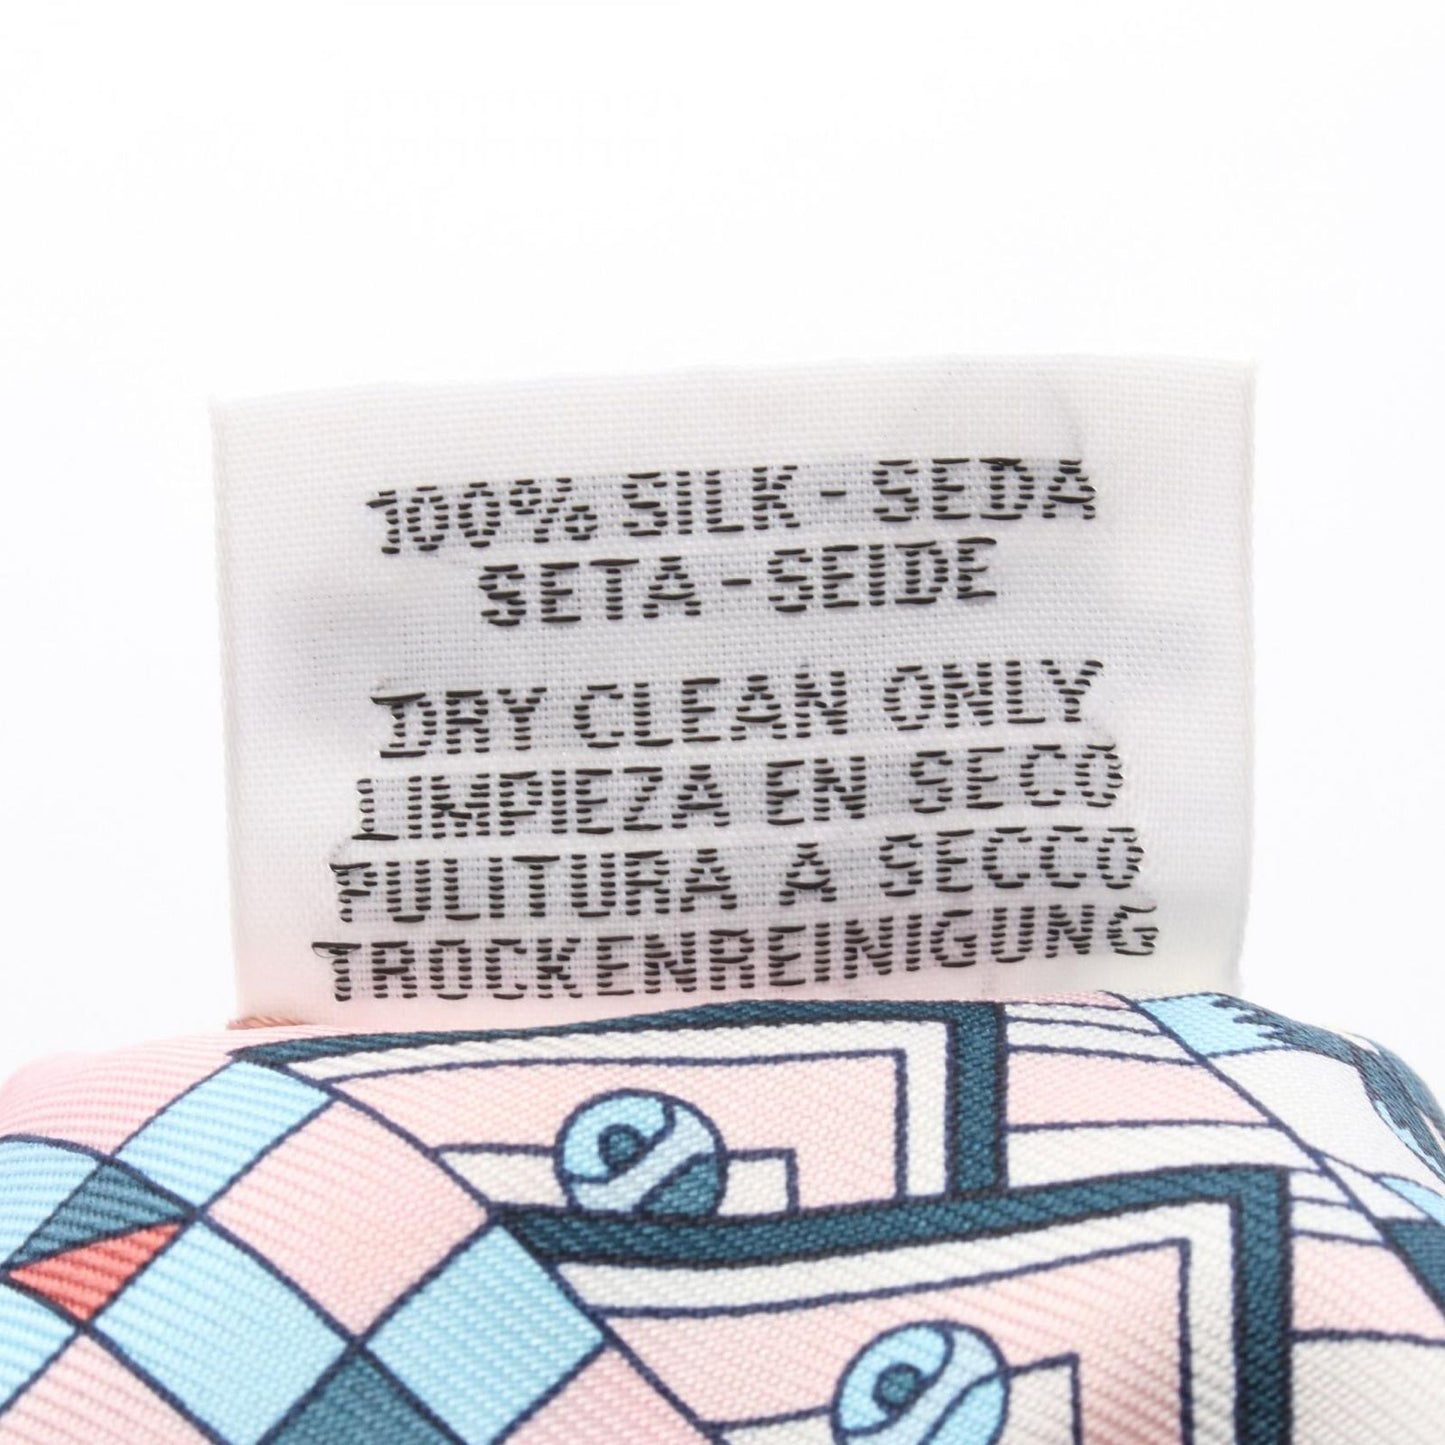 100% SILK - SEDA
SETA - SEIDE
DRY CLEAN ONLY
LIMPIEZA EN SECO
PULITURA A SECCO
TROCKENREINIGUNG